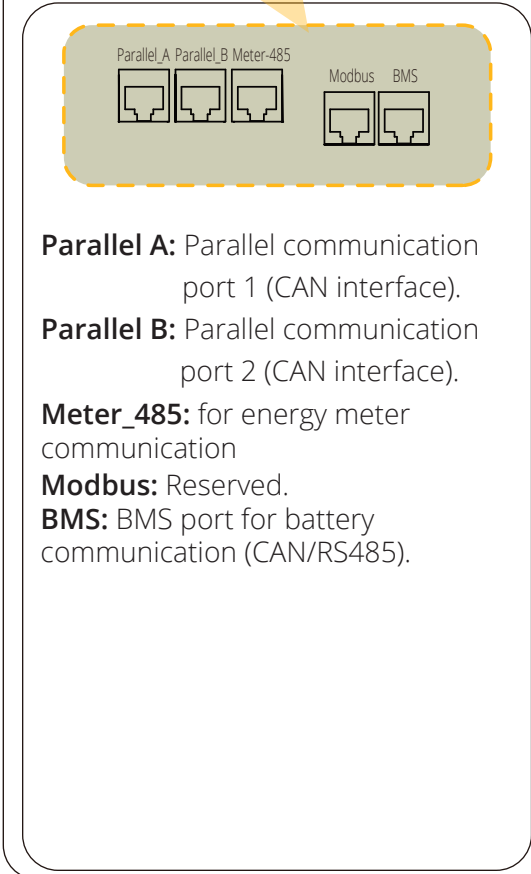 Parallel_A Parallel_B Meter-485
Modbus BMS
Parallel A: Parallel communication
port 1 (CAN interface).
Parallel B: Parallel communication
port 2 (CAN interface).
Meter_485: for energy meter
communication
Modbus: Reserved.
BMS: BMS port for battery
communication (CAN/RS485).